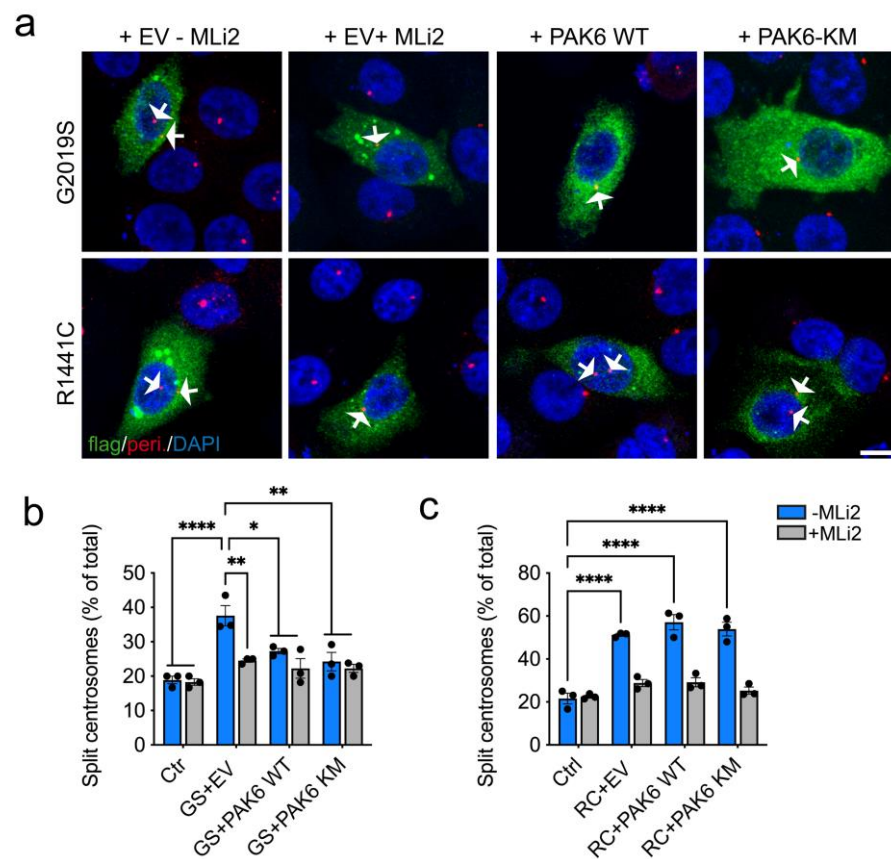 a
+ EV - MLi2
+ EV+ MLi2
+ PAK6 WT
+ PAK6-KM
G2019S
R1441C
flag/peri./DAPI
b
Split centrosomes (% of total)
50
40
30
20
10
0
****
**
*
**
Ctr
GS+EV
GS+PAK6 WT
GS+PAK6 KM
c
Split centrosomes (% of total)
80
60
40
20
0
****
****
****
Ctrl
RC+EV
RC+PAK6 WT
RC+PAK6 KM
-MLi2
+MLi2